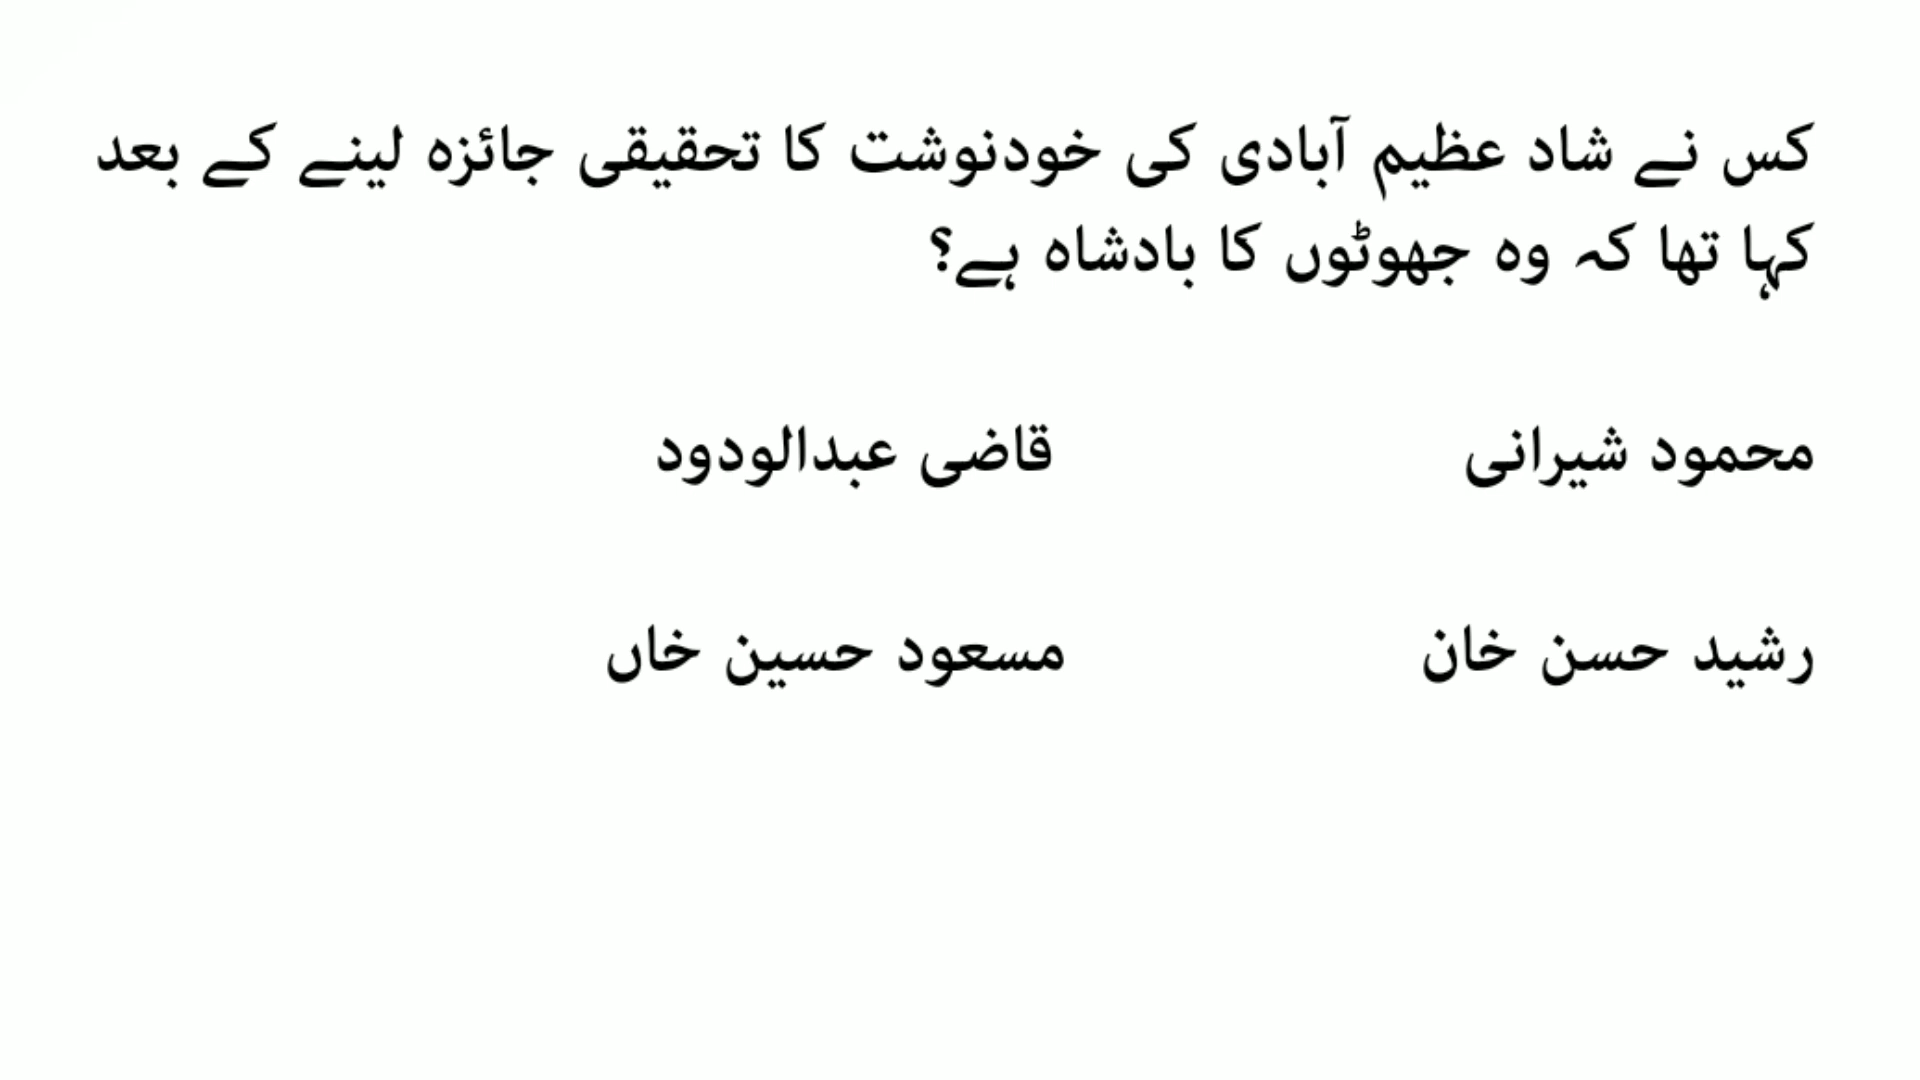 کس نے شاد عظیم آبادی کی خودنوشت کا تحقیقی جائزہ لینے کے بعد
کہا تھا کہ وہ جھوٹوں کا بادشاہ ہے؟
محمود شیرانی قاضی عبدالودود
رشید حسن خان مسعود حسین خاں